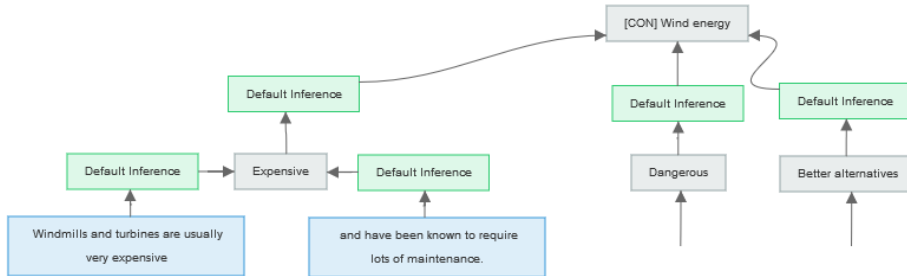 [CON] Wind energy
Default Inference
Default Inference
Default Inference
Default Inference
Expensive
Default Inference
Dangerous
Better alternatives
Windmills and turbines are usually
very expensive
and have been known to require
lots of maintenance.